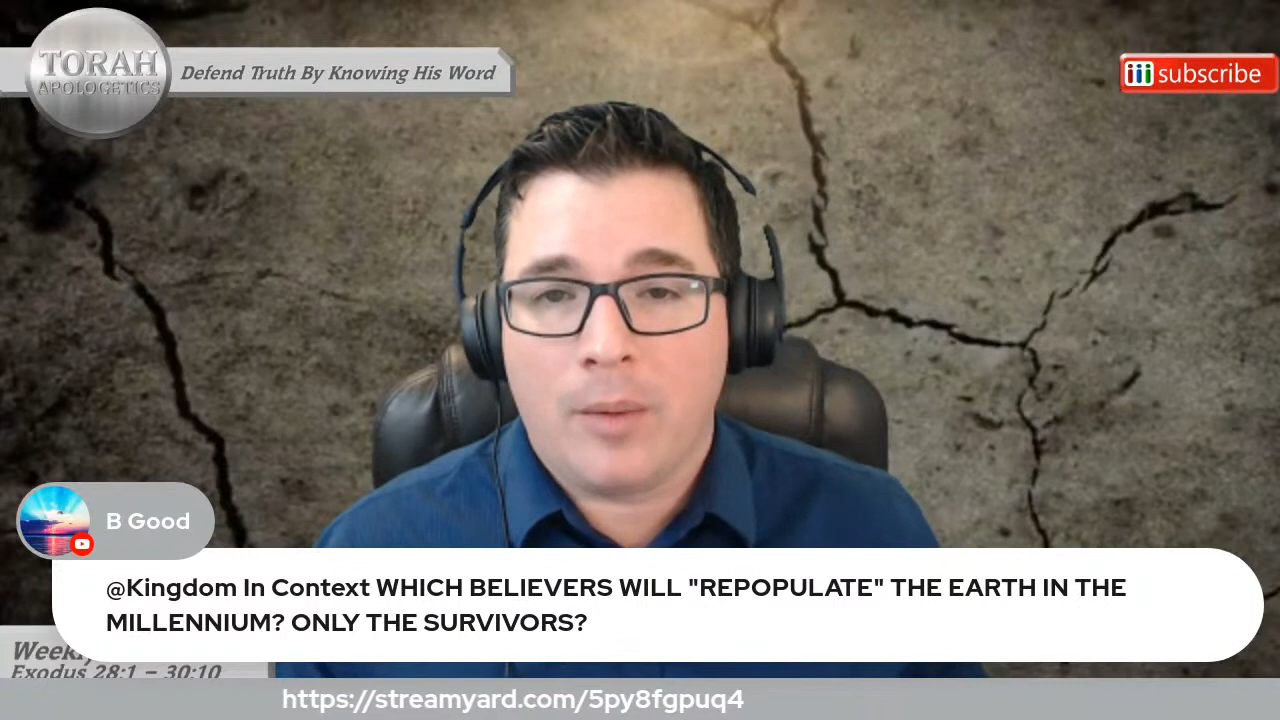 TORAH
APOLOGETICS
Defend Truth By Knowing His Word
subscribe
B Good
@Kingdom In Context WHICH BELIEVERS WILL "REPOPULATE" THE EARTH IN THE
MILLENNIUM? ONLY THE SURVIVORS?
Exodus 28:1 – 30:10
https://streamyard.com/5py8fgpuq4